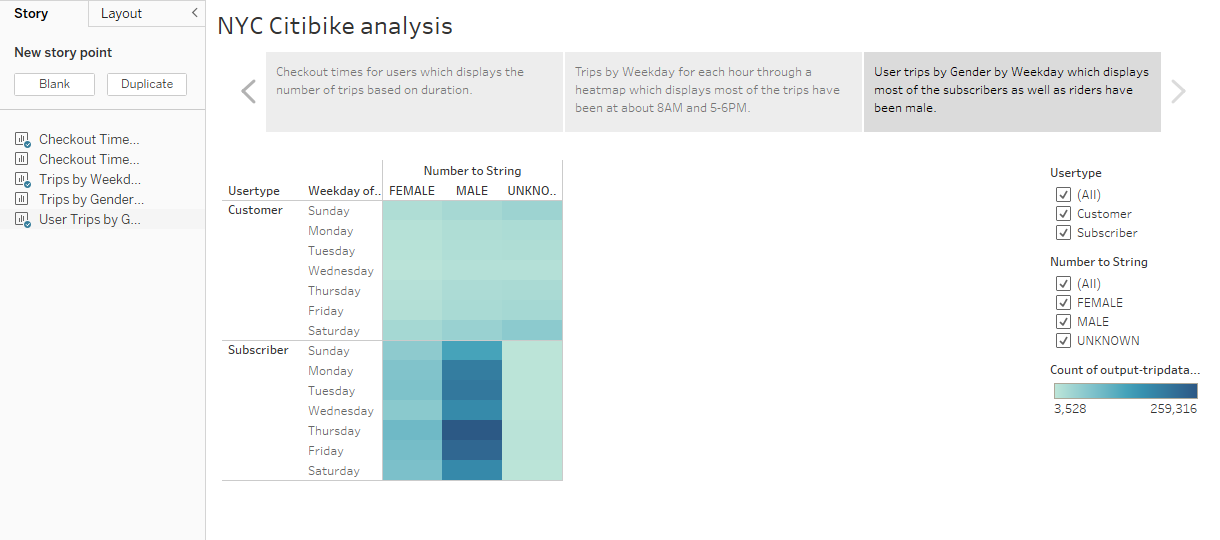 Story
Layout
<
NYC Citibike analysis
New story point
Blank
Duplicate
Checkout Time...
Checkout Time...
Trips by Weekd...
Trips by Gender...
User Trips by G...
Checkout times for users which displays the
number of trips based on duration.
Trips by Weekday for each hour through a
heatmap which displays most of the trips have
been at about 8AM and 5-6PM.
User trips by Gender by Weekday which displays
most of the subscribers as well as riders have
been male.
Number to String
Usertype Weekday of.. FEMALE MALE UNKNO..
Customer Sunday
Monday
Tuesday
Wednesday
Thursday
Friday
Saturday
Subscriber Sunday
Monday
Tuesday
Wednesday
Thursday
Friday
Saturday
Usertype
(All)
Customer
Subscriber
Number to String
(All)
FEMALE
MALE
UNKNOWN
Count of output-tripdata...
3,528 259,316